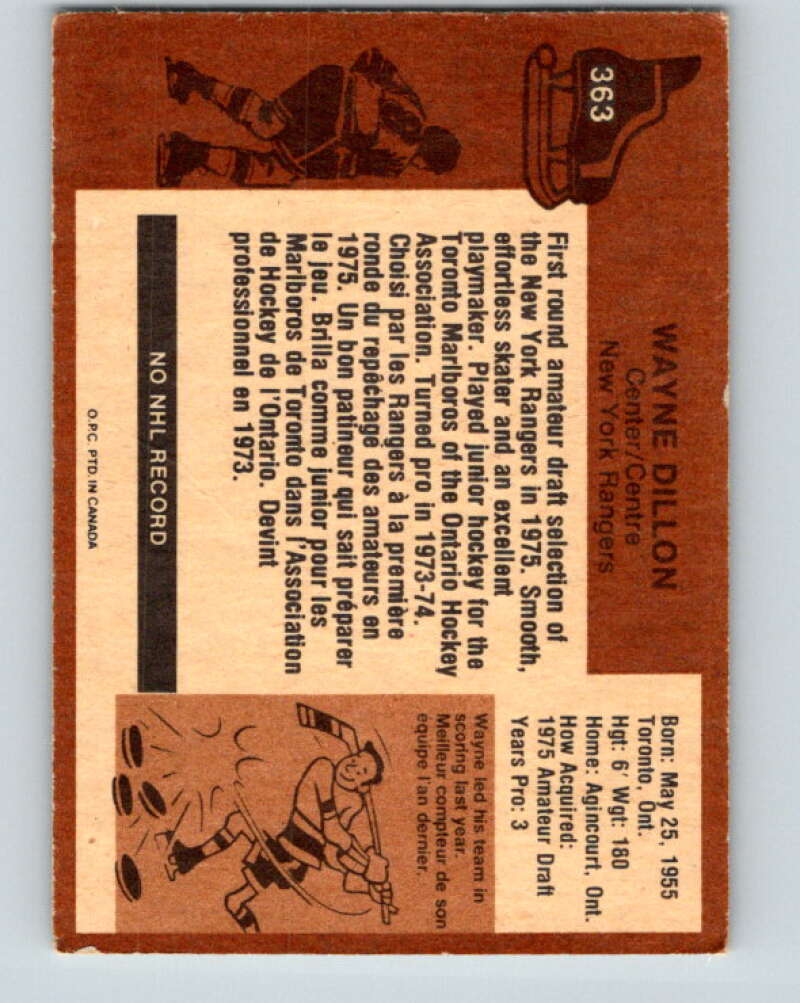 363
WAYNE DILLON
Center/Centre
New York Rangers
Born: May 25, 1955
Toronto, Ont.
Hgt: 6' Wgt: 180
Home: Agincourt, Ont.
How Acquired:
1975 Amateur Draft
Years Pro: 3
First round amateur draft selection of
the New York Rangers in 1975. Smooth,
effortless skater and an excellent
playmaker. Played junior hockey for the
Toronto Marlboros of the Ontario Hockey
Association. Turned pro in 1973-74.
Choisi par les Rangers à la première
ronde du repêchage des amateurs en
1975. Un bon patineur qui sait préparer
le jeu. Brilla comme junior pour les
Marlboros de Toronto dans l'Association
de Hockey de l'Ontario. Devint
professionnel en 1973.
Wayne led his team in
scoring last year.
Meilleur compteur de son
equipe l'an dernier.
NO NHL RECORD
O.P.C. PTD. IN CANADA